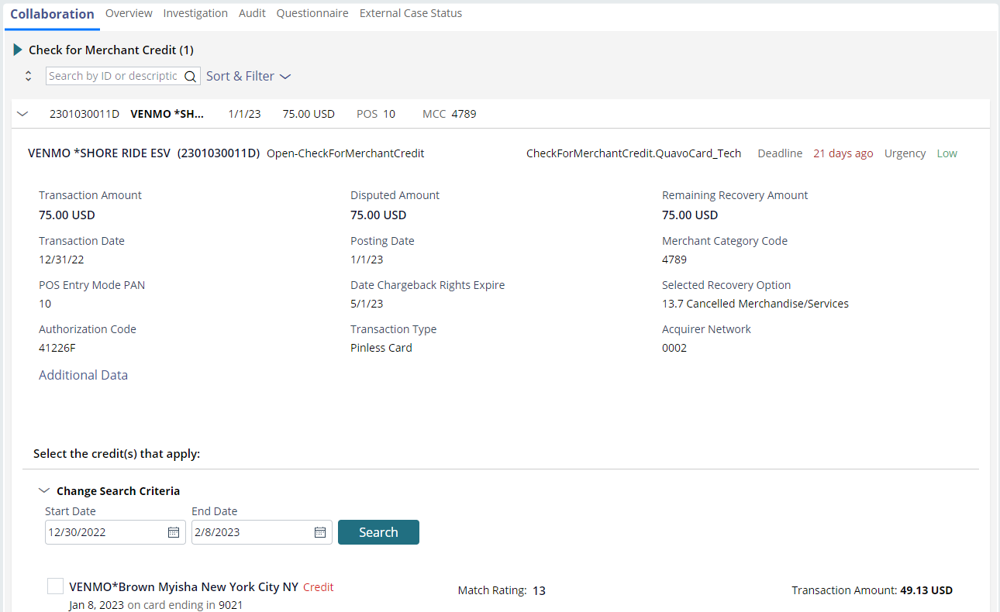 Collaboration Overview Investigation Audit Questionnaire External Case Status
Check for Merchant Credit (1)
Search by ID or descriptic Sort & Filter
2301030011D VENMO *SH... 1/1/23 75.00 USD POS 10 MCC 4789
VENMO *SHORE RIDE ESV (2301030011D) Open-CheckForMerchantCredit CheckForMerchantCredit.QuavoCard_Tech Deadline 21 days ago Urgency Low
Transaction Amount Disputed Amount Remaining Recovery Amount
75.00 USD 75.00 USD 75.00 USD
Transaction Date Posting Date Merchant Category Code
12/31/22 1/1/23 4789
POS Entry Mode PAN Date Chargeback Rights Expire Selected Recovery Option
10 5/1/23 13.7 Cancelled Merchandise/Services
Authorization Code Transaction Type Acquirer Network
41226F Pinless Card 0002
Additional Data
Select the credit(s) that apply:
Change Search Criteria
Start Date End Date
12/30/2022 2/8/2023 Search
VENMO*Brown Myisha New York City NY Credit Match Rating: 13 Transaction Amount: 49.13 USD
Jan 8, 2023 on card ending in 9021